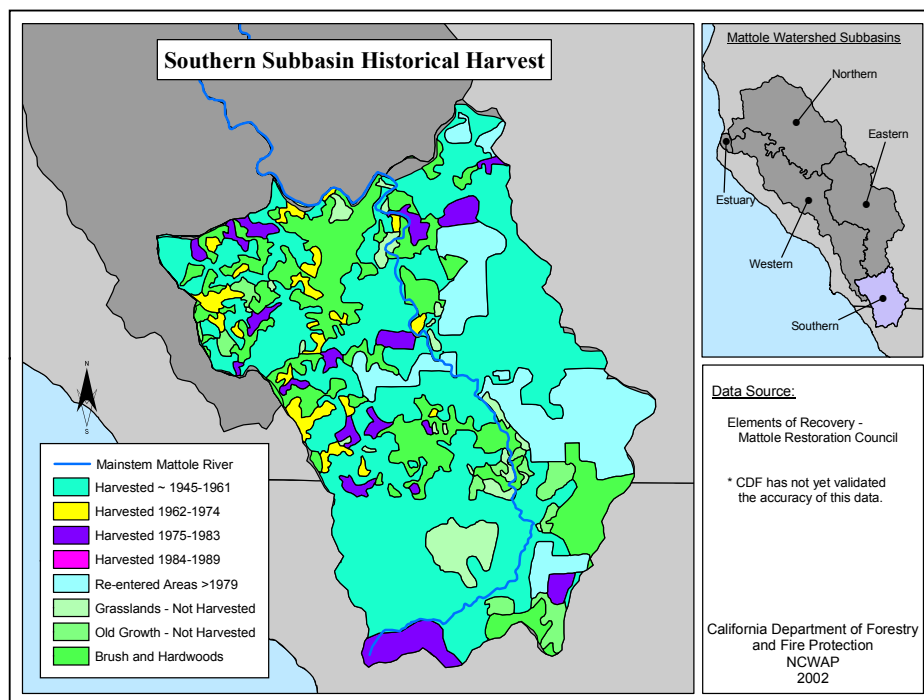 Southern Subbasin Historical Harvest
N
S
Mainstem Mattole River
Harvested ~ 1945-1961
Harvested 1962-1974
Harvested 1975-1983
Harvested 1984-1989
Re-entered Areas >1979
Grasslands - Not Harvested
Old Growth - Not Harvested
Brush and Hardwoods
Mattole Watershed Subbasins
Northern
Eastern
Estuary
Western
Southern
Data Source:
Elements of Recovery -
Mattole Restoration Council
* CDF has not yet validated
the accuracy of this data.
California Department of Forestry
and Fire Protection
NCWAP
2002